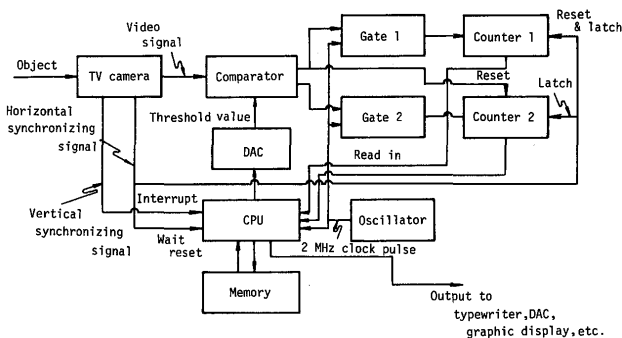 Video
signal
Gate 1
Counter 1
Reset
& latch
Object
TV camera
Comparator
Reset
Latch
Horizontal
synchronizing
signal
Threshold value
Gate 2
Counter 2
DAC
Read in
Interrupt
CPU
Oscillator
Vertical
synchronizing
signal
Wait
reset
2 MHz clock pulse
Memory
Output to
typewriter,DAC,
graphic display,etc.